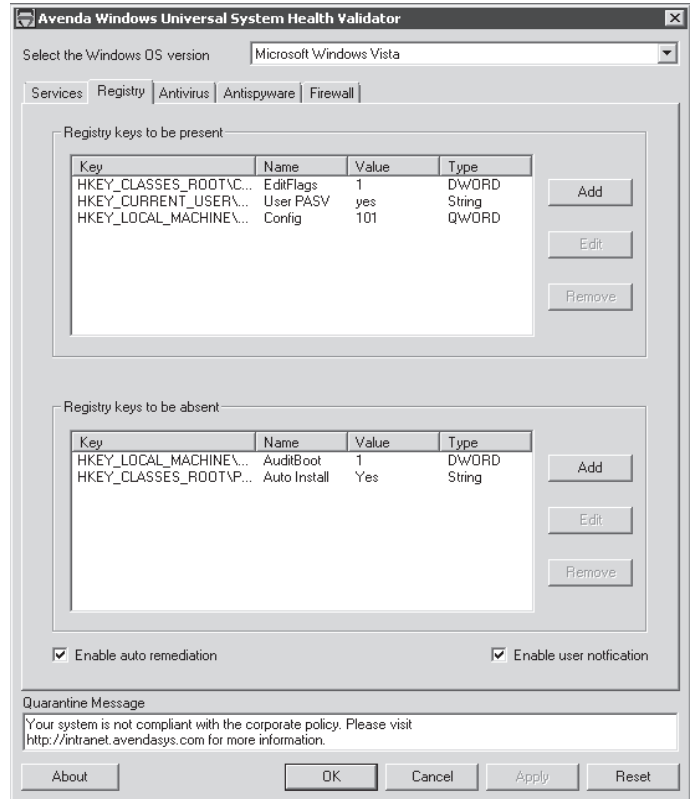 Avenda Windows Universal System Health Validator
Select the Windows OS version Microsoft Windows Vista
Services Registry Antivirus Antispyware Firewall
Registry keys to be present
Key Name Value Type
HKEY_CLASSES_ROOT\C... EditFlags 1 DWORD
HKEY_CURRENT_USER\... User PASV yes String
HKEY_LOCAL_MACHINE\... Config 101 QWORD
Add
Edit
Remove
Registry keys to be absent
Key Name Value Type
HKEY_LOCAL_MACHINE\... AuditBoot 1 DWORD
HKEY_CLASSES_ROOT\P... Auto Install Yes String
Add
Edit
Remove
Enable auto remediation Enable user notfication
Quarantine Message
Your system is not compliant with the corporate policy. Please visit
http://intranet.avendasys.com for more information.
About OK Cancel Apply Reset